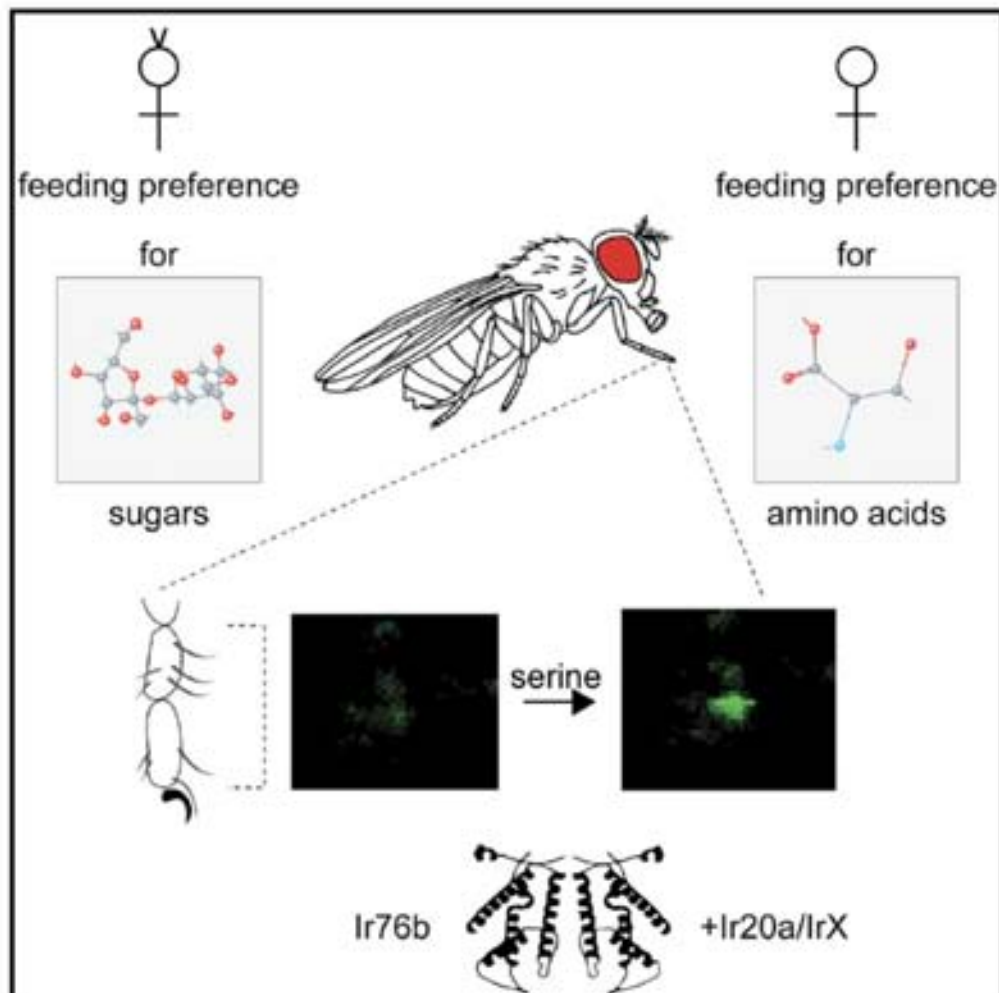 v
feeding preference
for
sugars
feeding preference
for
amino acids
serine
Ir76b
+Ir20a/IrX